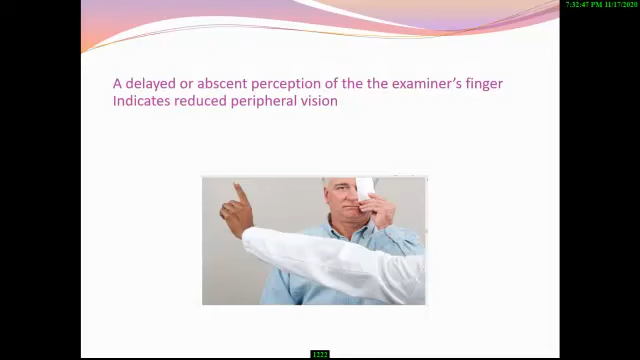 7:32:47 PM 11/17/2020
A delayed or abscent perception of the the examiner's finger
Indicates reduced peripheral vision
1222